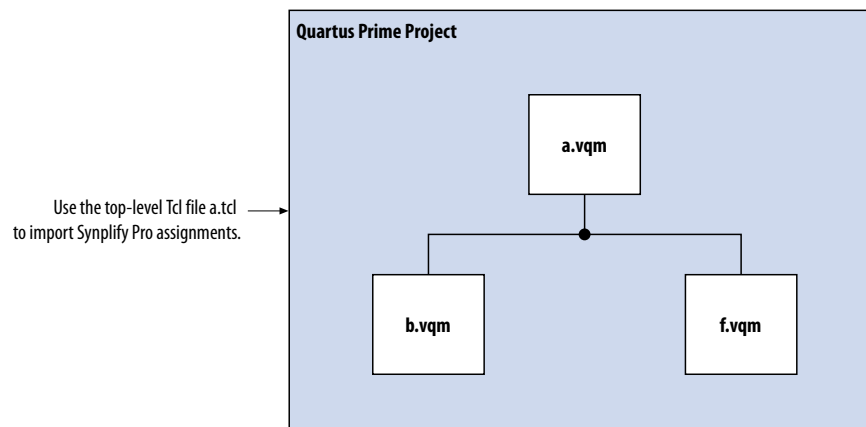 Quartus Prime Project
a.vqm
Use the top-level Tcl file a.tcl
to import Synplify Pro assignments.
b.vqm
f.vqm